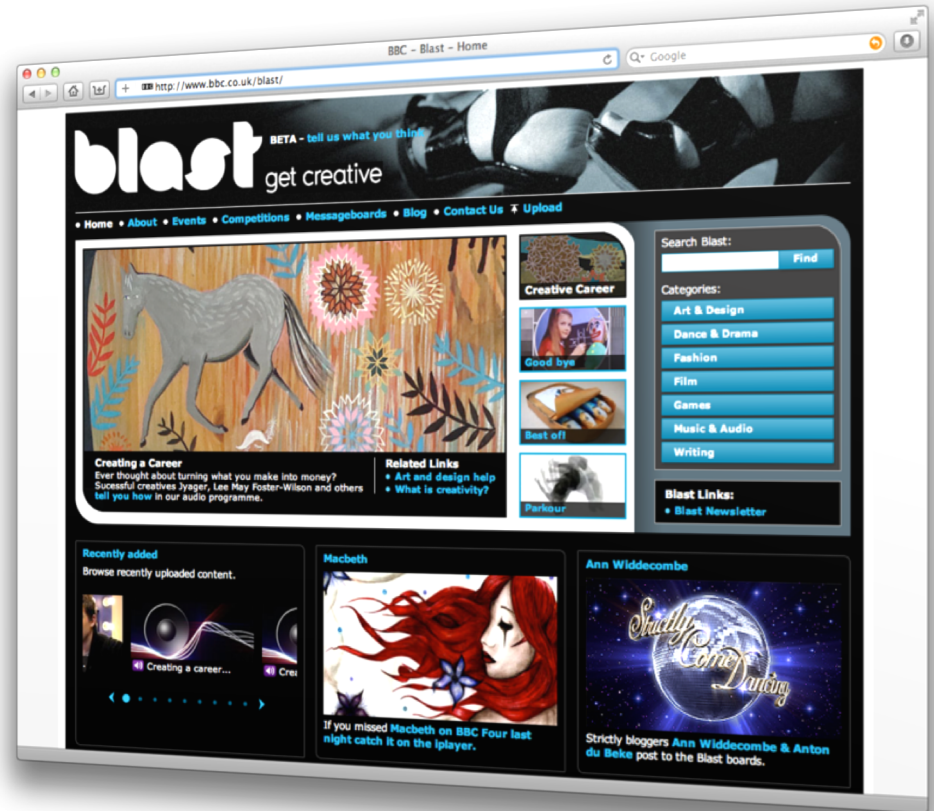 BBC – Blast – Home
http://www.bbc.co.uk/blast/
Google
blast
BETA - tell us what you think
get creative
Home • About • Events • Competitions • Messageboards • Blog • Contact Us Upload
Creative Career
Good bye
Best of!
Parkour
Search Blast:
Find
Categories:
Art & Design
Dance & Drama
Fashion
Film
Games
Music & Audio
Writing
Blast Links:
• Blast Newsletter
Creating a Career
Ever thought about turning what you make into money?
Sucessful creatives Jyager, Lee May Foster-Wilson and others
tell you how in our audio programme.
Related Links
• Art and design help
• What is creativity?
Recently added
Browse recently uploaded content.
Creating a career...
Crea
Macbeth
If you missed Macbeth on BBC Four last
night catch it on the iplayer.
Ann Widdecombe
Strictly
Come
Dancing
Strictly bloggers Ann Widdecombe & Anton
du Beke post to the Blast boards.